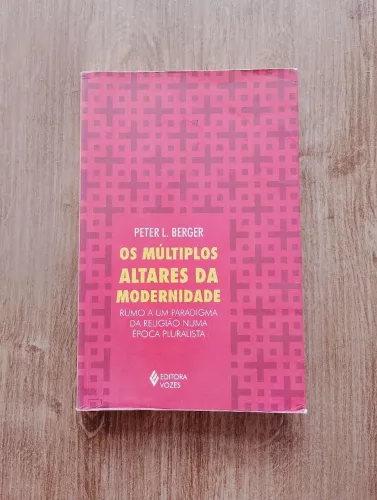 PETER L. BERGER
OS MÚLTIPLOS
ALTARES DA
MODERNIDADE
RUMO A UM PARADIGMA
DA RELIGIÃO NUMA
ÉPOCA PLURALISTA
EDITORA
VOZES